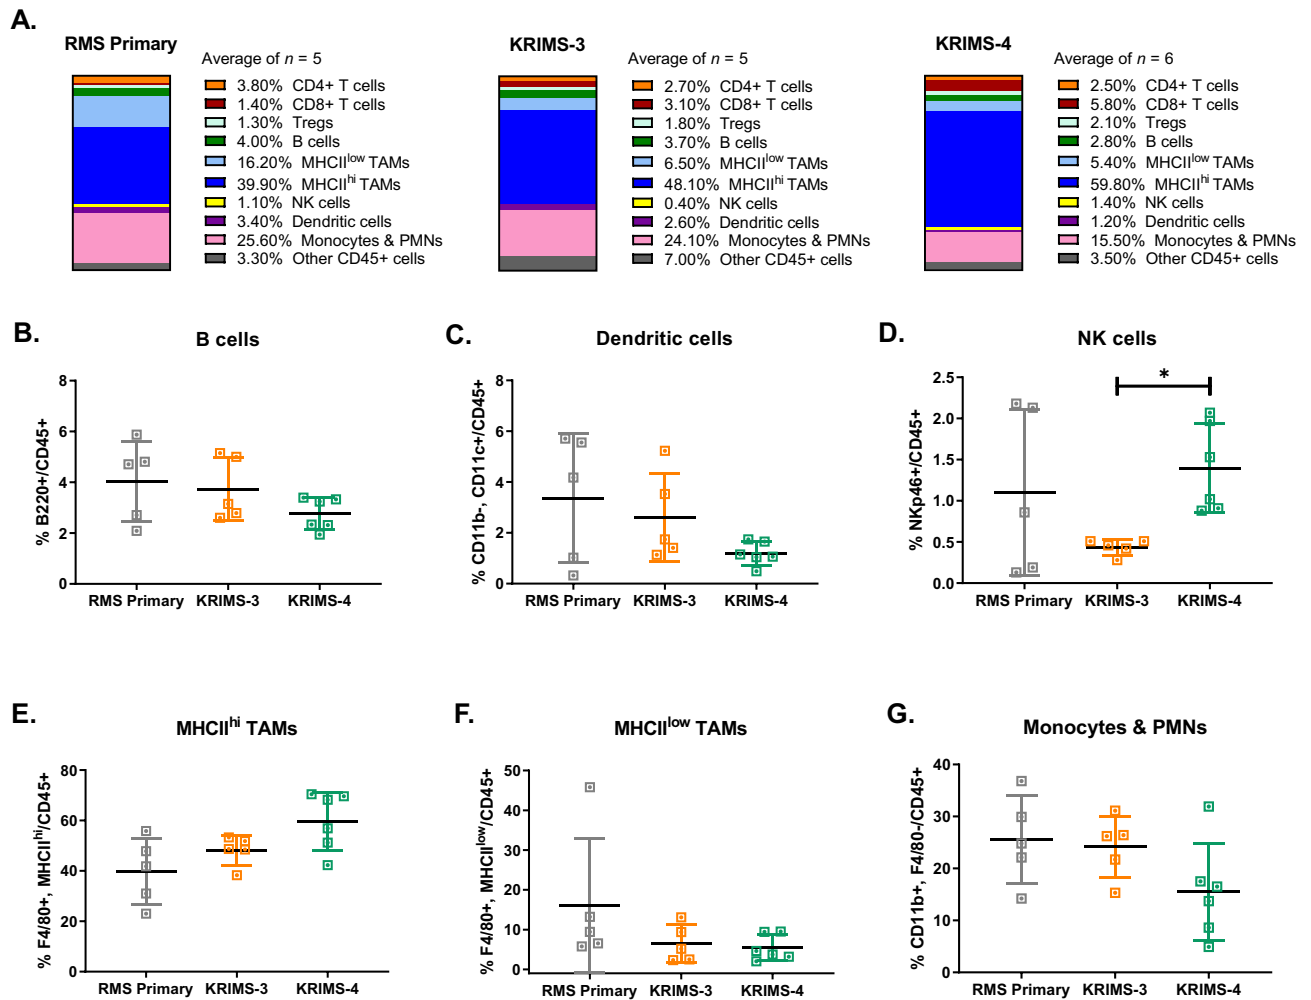 A.
RMS Primary
Average of n = 5
3.80% CD4+ T cells
1.40% CD8+ T cells
1.30% Tregs
4.00% B cells
16.20% MHCIIlow TAMs
39.90% MHCIIhi TAMs
1.10% NK cells
3.40% Dendritic cells
25.60% Monocytes & PMNs
3.30% Other CD45+ cells
KRIMS-3
Average of n = 5
2.70% CD4+ T cells
3.10% CD8+ T cells
1.80% Tregs
3.70% B cells
6.50% MHCIIlow TAMs
48.10% MHCIIhi TAMs
0.40% NK cells
2.60% Dendritic cells
24.10% Monocytes & PMNs
7.00% Other CD45+ cells
KRIMS-4
Average of n = 6
2.50% CD4+ T cells
5.80% CD8+ T cells
2.10% Tregs
2.80% B cells
5.40% MHCIIlow TAMs
59.80% MHCIIhi TAMs
1.40% NK cells
1.20% Dendritic cells
15.50% Monocytes & PMNs
3.50% Other CD45+ cells
B.
B cells
% B220+/CD45+
8
6
4
2
0
RMS Primary KRIMS-3 KRIMS-4
C.
Dendritic cells
% CD11b-, CD11c+/CD45+
8
6
4
2
0
RMS Primary KRIMS-3 KRIMS-4
D.
NK cells
% NKp46+/CD45+
2.5
2.0
1.5
1.0
0.5
0.0
*
RMS Primary KRIMS-3 KRIMS-4
E.
MHCIIhi TAMs
% F4/80+, MHCIIhi/CD45+
80
60
40
20
0
RMS Primary KRIMS-3 KRIMS-4
F.
MHCIIlow TAMs
% F4/80+, MHCIIlow/CD45+
50
40
30
20
10
0
RMS Primary KRIMS-3 KRIMS-4
G.
Monocytes & PMNs
% CD11b+, F4/80-/CD45+
40
30
20
10
0
RMS Primary KRIMS-3 KRIMS-4